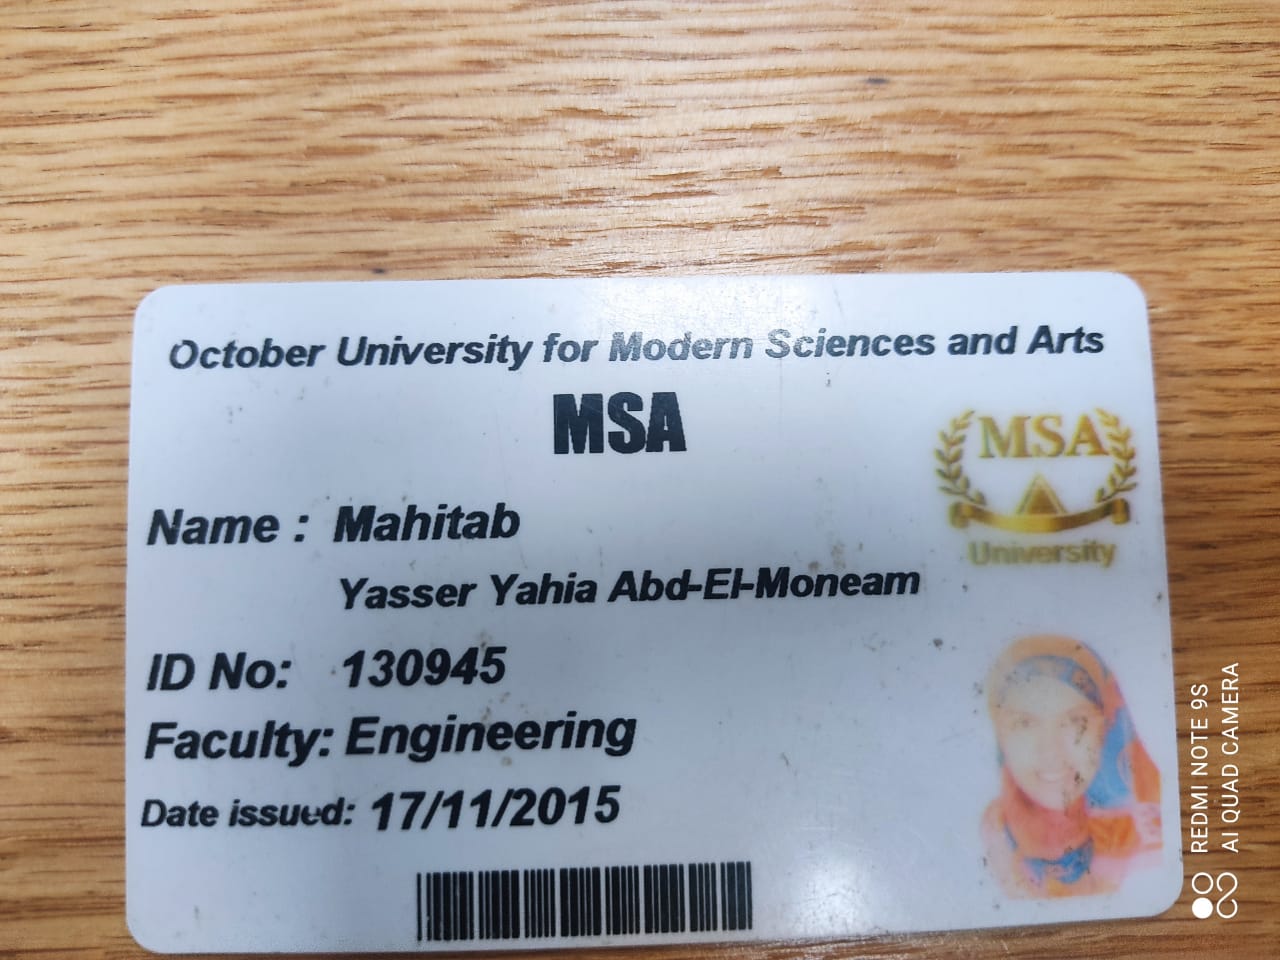 October University for Modern Sciences and Arts
MSA
MSA
University
Name : Mahitab
Yasser Yahia Abd-El-Moneam
ID No: 130945
Faculty: Engineering
Date issued: 17/11/2015
REDMI NOTE 9S
AI QUAD CAMERA